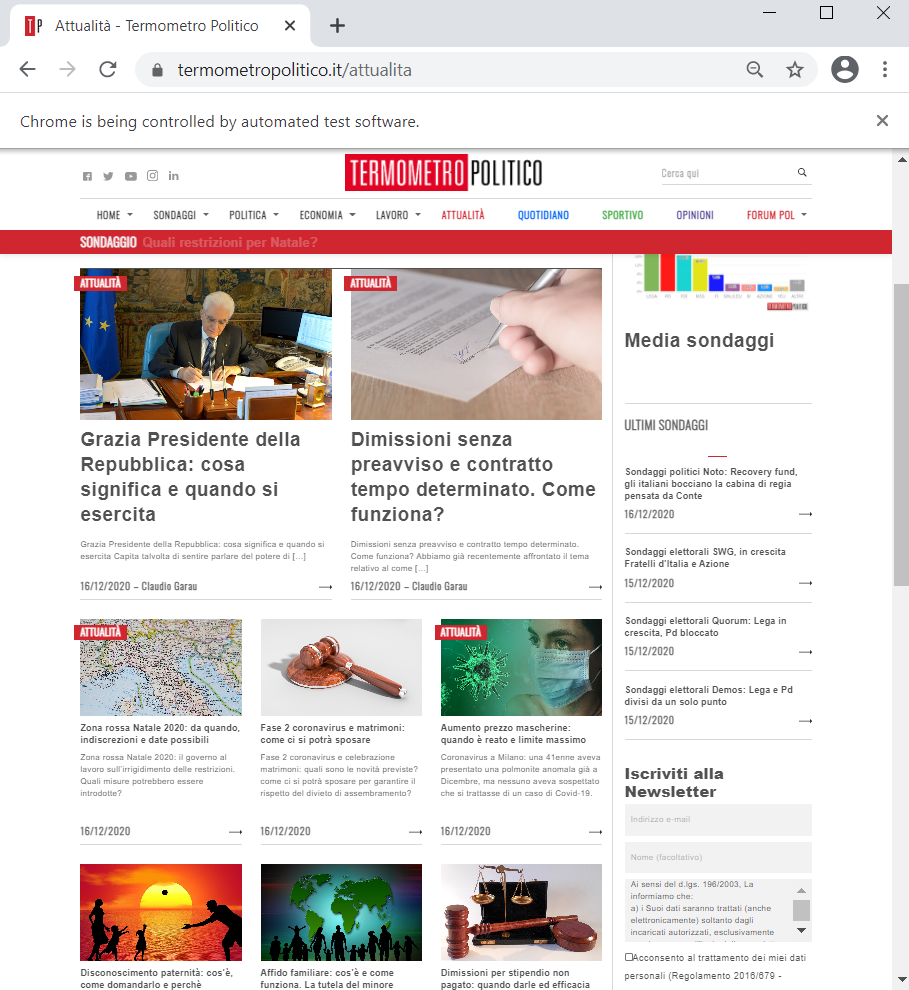 TP Attualità - Termometro Politico
termometropolitico.it/attualita
Chrome is being controlled by automated test software.
TERMOMETROPOLITICO
Cerca qui
HOME SONDAGGI POLITICA ECONOMIA LAVORO ATTUALITÀ QUOTIDIANO SPORTIVO OPINIONI FORUM POL
SONDAGGIO Quali restrizioni per Natale?
ATTUALITÀ
Grazia Presidente della
Repubblica: cosa
significa e quando si
esercita
Grazia Presidente della Repubblica: cosa significa e quando si
esercita Capita talvolta di sentire parlare del potere di [...]
16/12/2020 – Claudio Garau
ATTUALITÀ
Dimissioni senza
preavviso e contratto
tempo determinato. Come
funziona?
Dimissioni senza preavviso e contratto tempo determinato.
Come funziona? Abbiamo già recentemente affrontato il tema
relativo al come [...]
16/12/2020 – Claudio Garau
ATTUALITÀ
Zona rossa Natale 2020: da quando,
indiscrezioni e date possibili
Zona rossa Natale 2020: il governo al
lavoro sull'irrigidimento delle restrizioni.
Quali misure potrebbero essere
introdotte?
16/12/2020
Fase 2 coronavirus e matrimoni:
come ci si potrà sposare
Fase 2 coronavirus e celebrazione
matrimoni: quali sono le novità previste?
come ci si potrà sposare per garantire il
rispetto del divieto di assembramento?
16/12/2020
ATTUALITÀ
Aumento prezzo mascherine:
quando è reato e limite massimo
Coronavirus a Milano: una 41enne aveva
presentato una polmonite anomala già a
Dicembre, ma nessuno aveva sospettato
che si trattasse di un caso di Covid-19.
16/12/2020
Disconoscimento paternità: cos'è,
come domandarlo e perchè
Affido familiare: cos'è e come
funziona. La tutela del minore
Dimissioni per stipendio non
pagato: quando darle ed efficacia
Media sondaggi
ULTIMI SONDAGGI
Sondaggi politici Noto: Recovery fund,
gli italiani bocciano la cabina di regia
pensata da Conte
16/12/2020
Sondaggi elettorali SWG, in crescita
Fratelli d'Italia e Azione
15/12/2020
Sondaggi elettorali Quorum: Lega in
crescita, Pd bloccato
15/12/2020
Sondaggi elettorali Demos: Lega e Pd
divisi da un solo punto
15/12/2020
Iscriviti alla
Newsletter
Indirizzo e-mail
Nome (facoltativo)
Ai sensi del d.lgs. 196/2003, La
informiamo che:
a) i Suoi dati saranno trattati (anche
elettronicamente) soltanto dagli
incaricati autorizzati, esclusivamente
Acconsento al trattamento dei miei dati
personali (Regolamento 2016/679 -